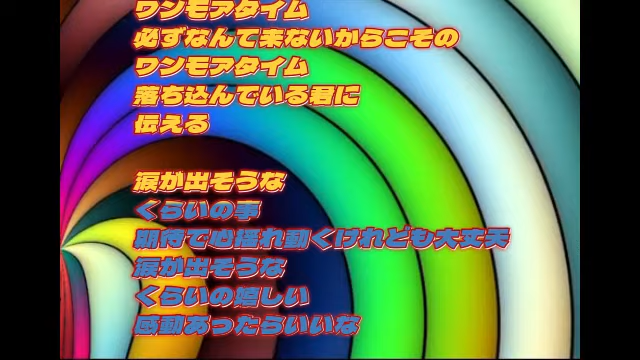 ワンモアタイム
必ずなんて来ないからこその
ワンモアタイム
落ち込んでいる君に
伝える
涙が出そうな
くらいの事
期待で心揺れ動くけれども大丈夫
涙が出そうな
くらいの嬉しい
感動あったらいいな